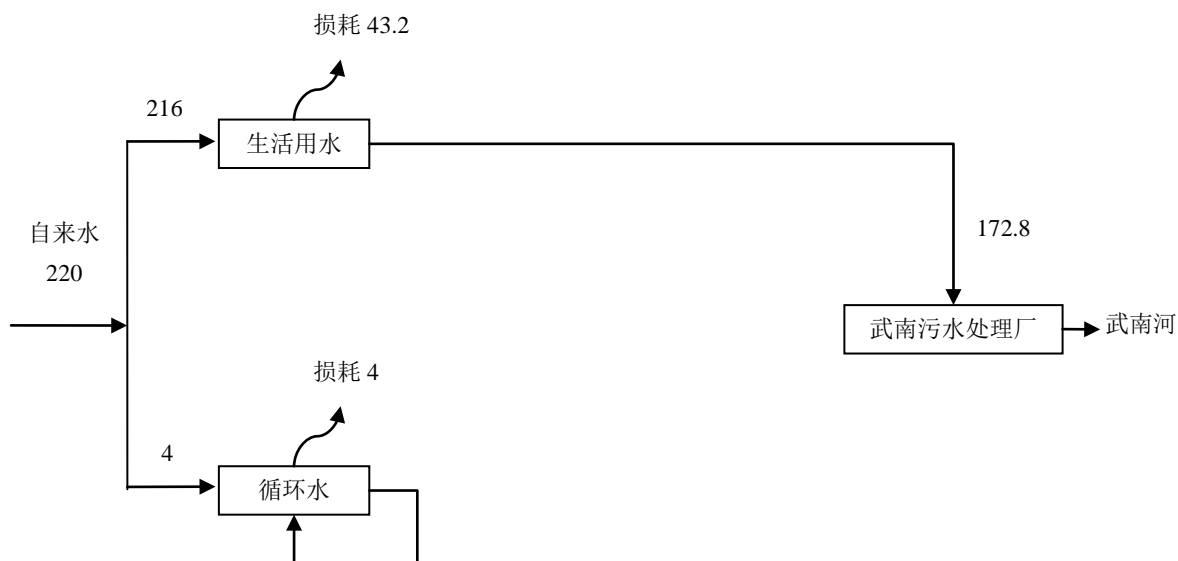 损耗 43.2
216
生活用水
自来水
220
172.8
武南污水处理厂
武南河
损耗 4
4
循环水